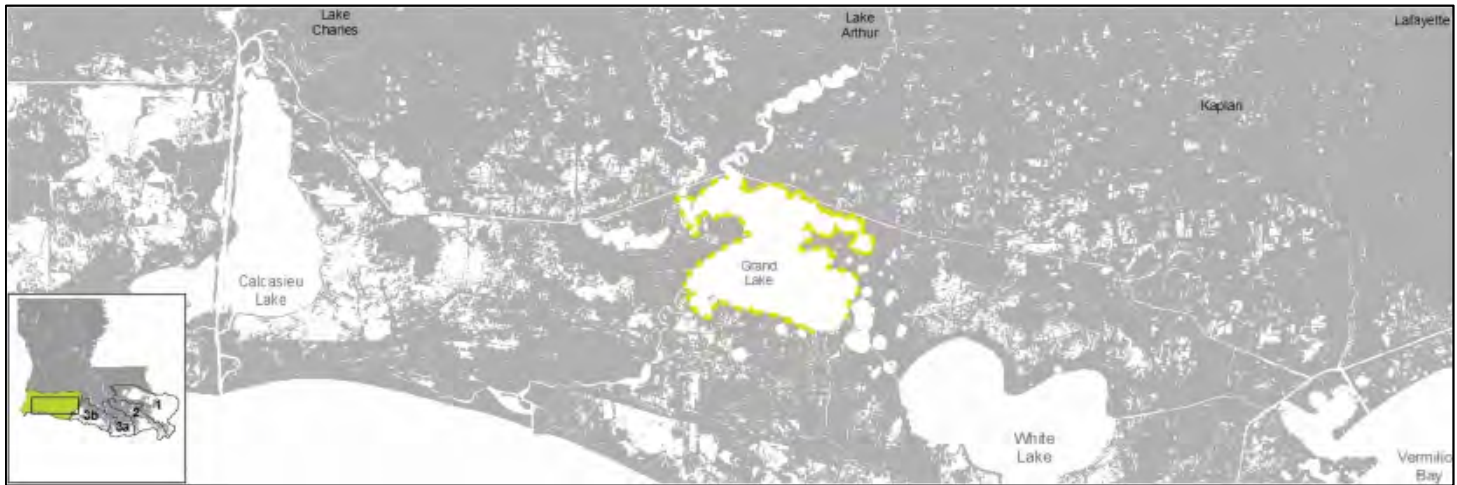 Lake
Charles
Lake
Arthur
Lafayette
Kaplan
Grand
Lake
Calcasieu
Lake
White
Lake
Vermilio
Bay
1
2
3b
3a